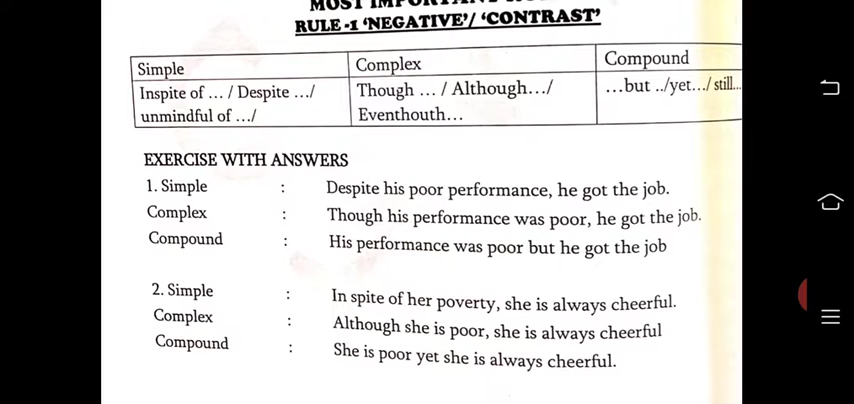 MOST IMPORTANT
RULE -1 ‘NEGATIVE’/ ‘CONTRAST’
Simple Complex Compound
Inspite of ... / Despite .../ Though ... / Although.../ ...but ../yet.../ still...
unmindful of .../ Eventhouth...
EXERCISE WITH ANSWERS
1. Simple : Despite his poor performance, he got the job.
Complex : Though his performance was poor, he got the job.
Compound : His performance was poor but he got the job
2. Simple : In spite of her poverty, she is always cheerful.
Complex : Although she is poor, she is always cheerful
Compound : She is poor yet she is always cheerful.